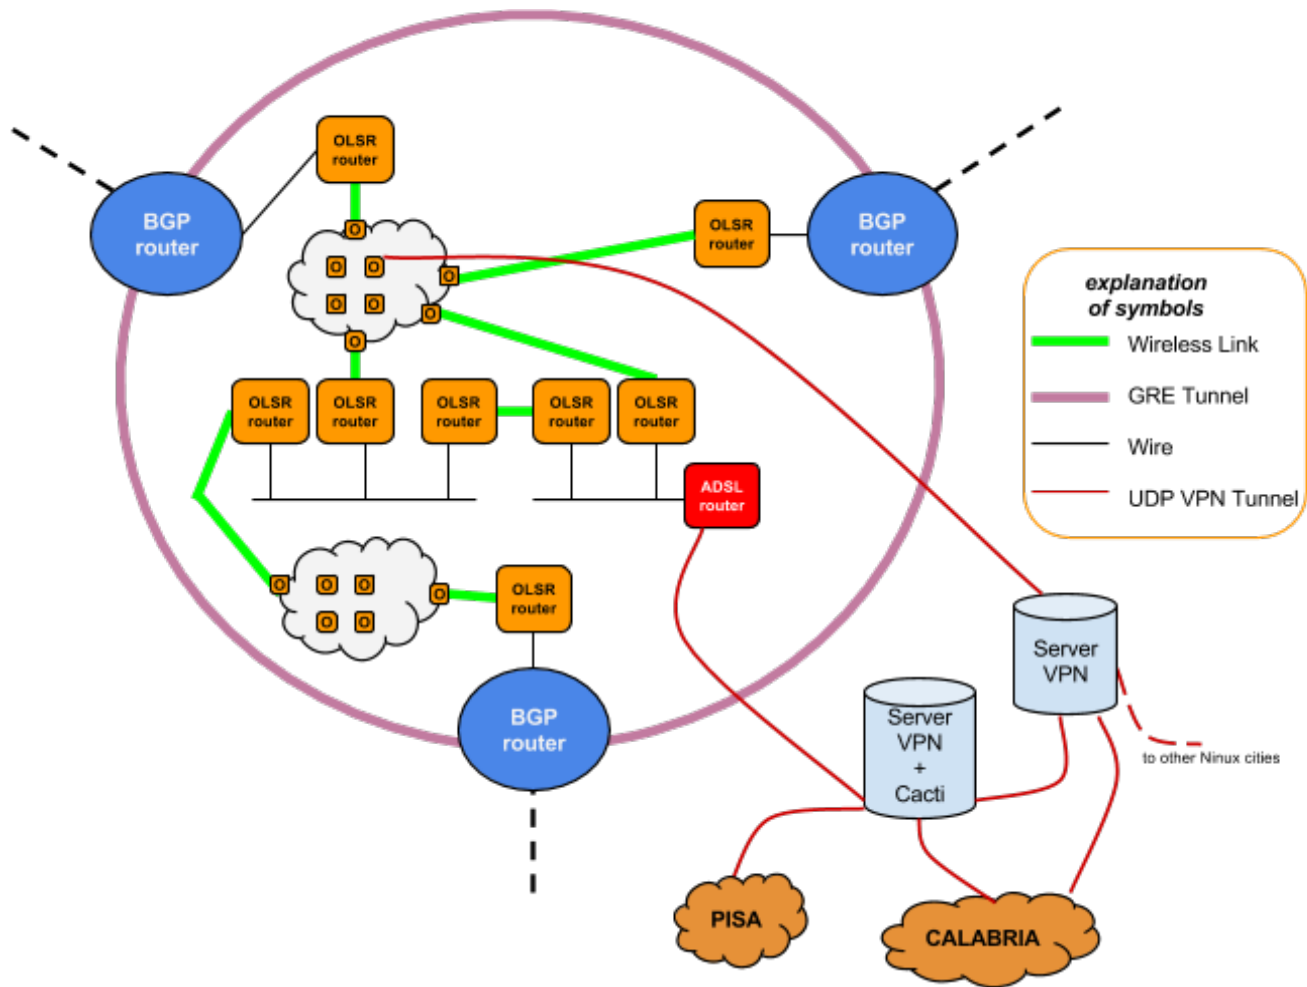 OLSR
router
BGP
router
OLSR
router
BGP
router
O
O
O
O
O
O
O
O
explanation
of symbols
Wireless Link
GRE Tunnel
Wire
UDP VPN Tunnel
OLSR
router
OLSR
router
OLSR
router
OLSR
router
OLSR
router
ADSL
router
O
O
O
O
O
O
OLSR
router
BGP
router
Server
VPN
Server
VPN
+
Cacti
to other Ninux cities
PISA
CALABRIA